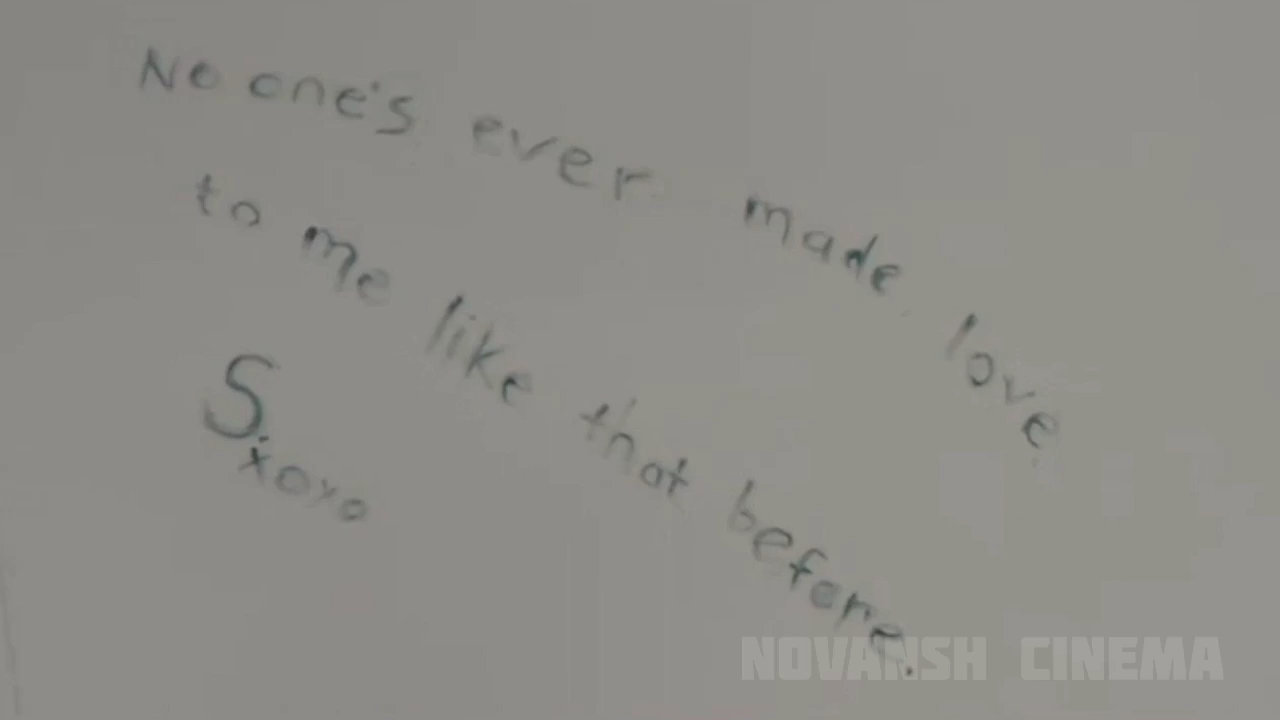 No one's ever made love
to me like that before.
S.
xoxo
NOVANSH CINEMA